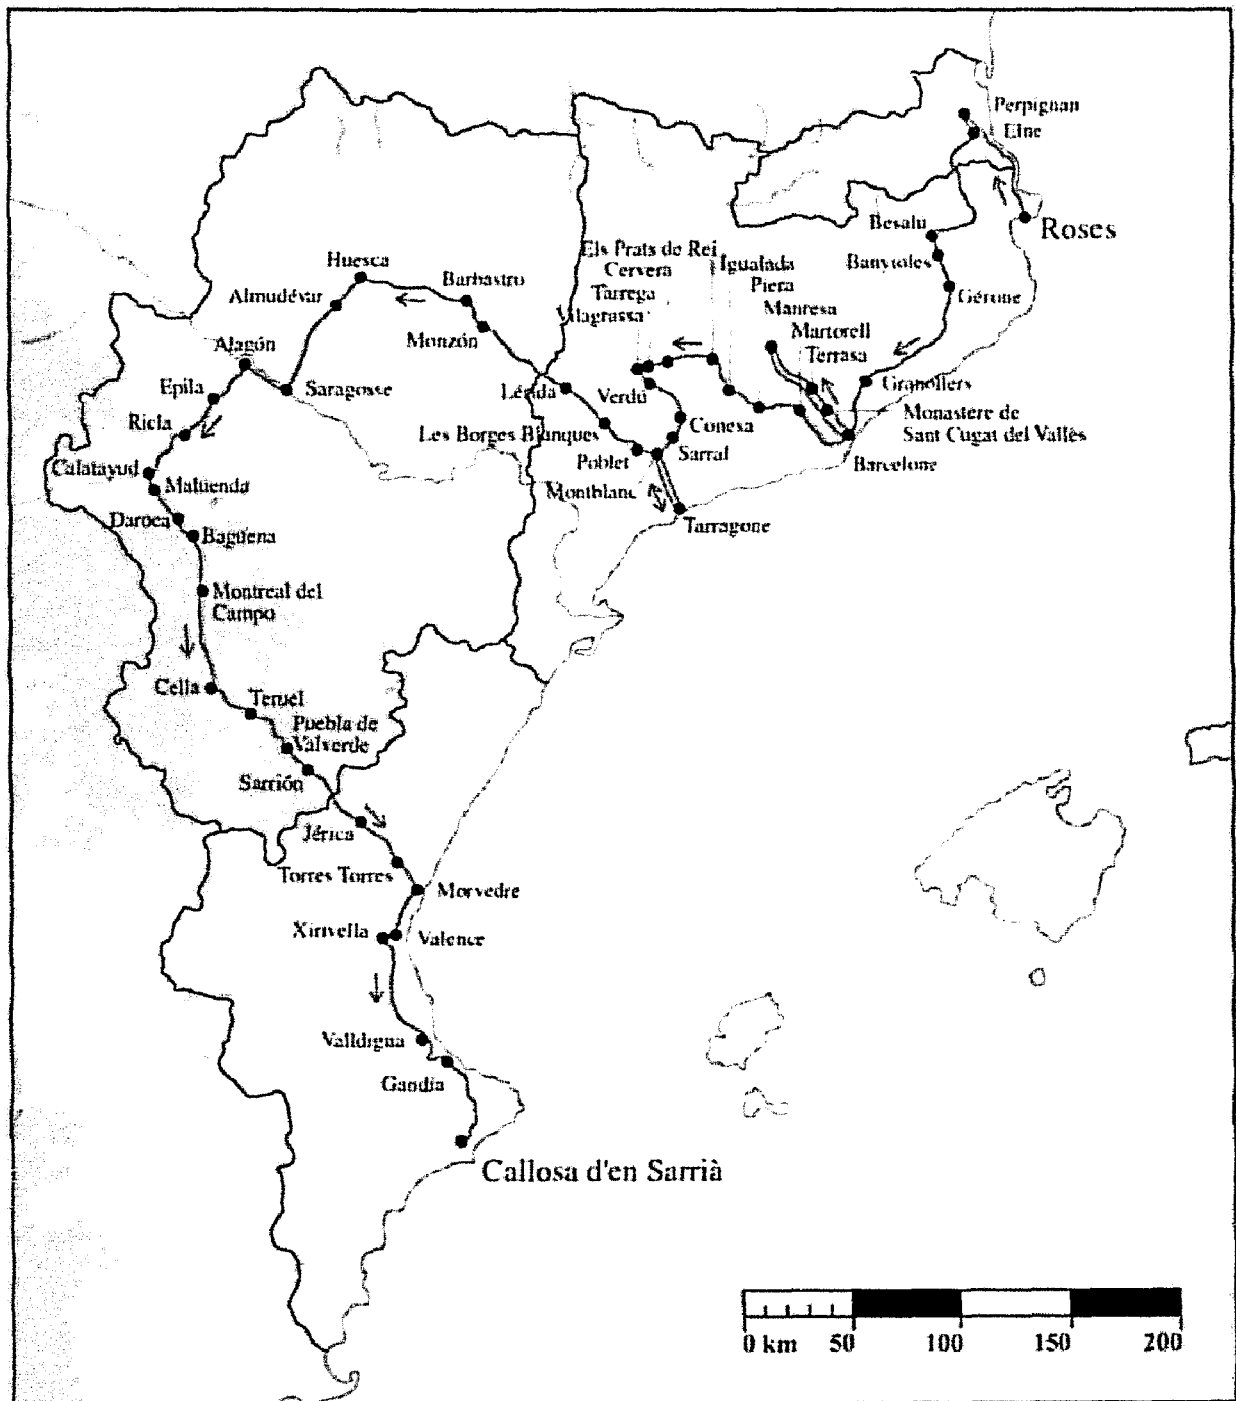 Perpignan
Elne
Roses
Besalú
Banyoles
Gérone
Els Prats de Rei
Cervera
Tarrega
Vilagrassa
Igualada
Piera
Manresa
Martorell
Terrasa
Huesca
Barbastro
Almudévar
Monzón
Alagón
Epila
Saragosse
Lérida
Verdú
Granollers
Ricla
Conesa
Monastère de
Sant Cugat del Vallès
Les Borges Blanques
Poblet
Sarral
Barcelone
Calatayud
Maluenda
Montblanc
Daroca
Baguena
Tarragone
Montreal del
Campo
Cella
Teruel
Puebla de
Valverde
Sarrión
Jérica
Torres Torres
Morvedre
Xirivella
Valence
Valldigna
Gandia
Callosa d'en Sarrià
0 km 50 100 150 200